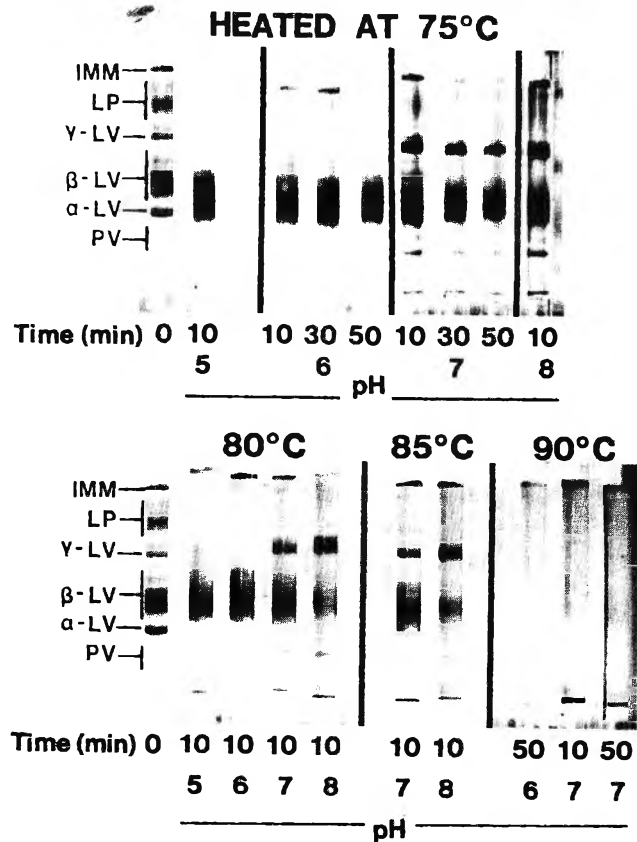 HEATED AT 75°C
IMM
LP
γ-LV
β-LV
α-LV
PV
Time (min) 0 10 10 30 50 10 30 50 10
5 6 7 8
pH
80°C 85°C 90°C
IMM
LP
γ-LV
β-LV
α-LV
PV
Time (min) 0 10 10 10 10 10 10 50 10 50
5 6 7 8 7 8 6 7 7
pH